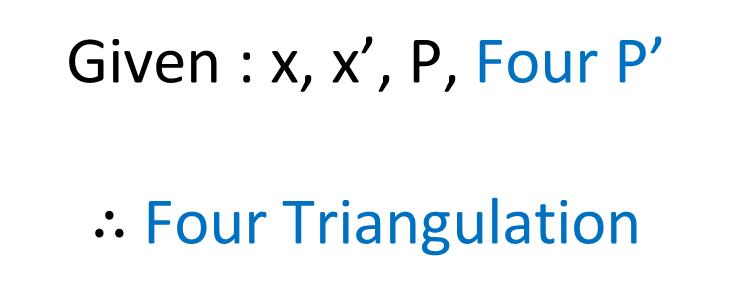 Given : x, x’, P, Four P’
∴ Four Triangulation